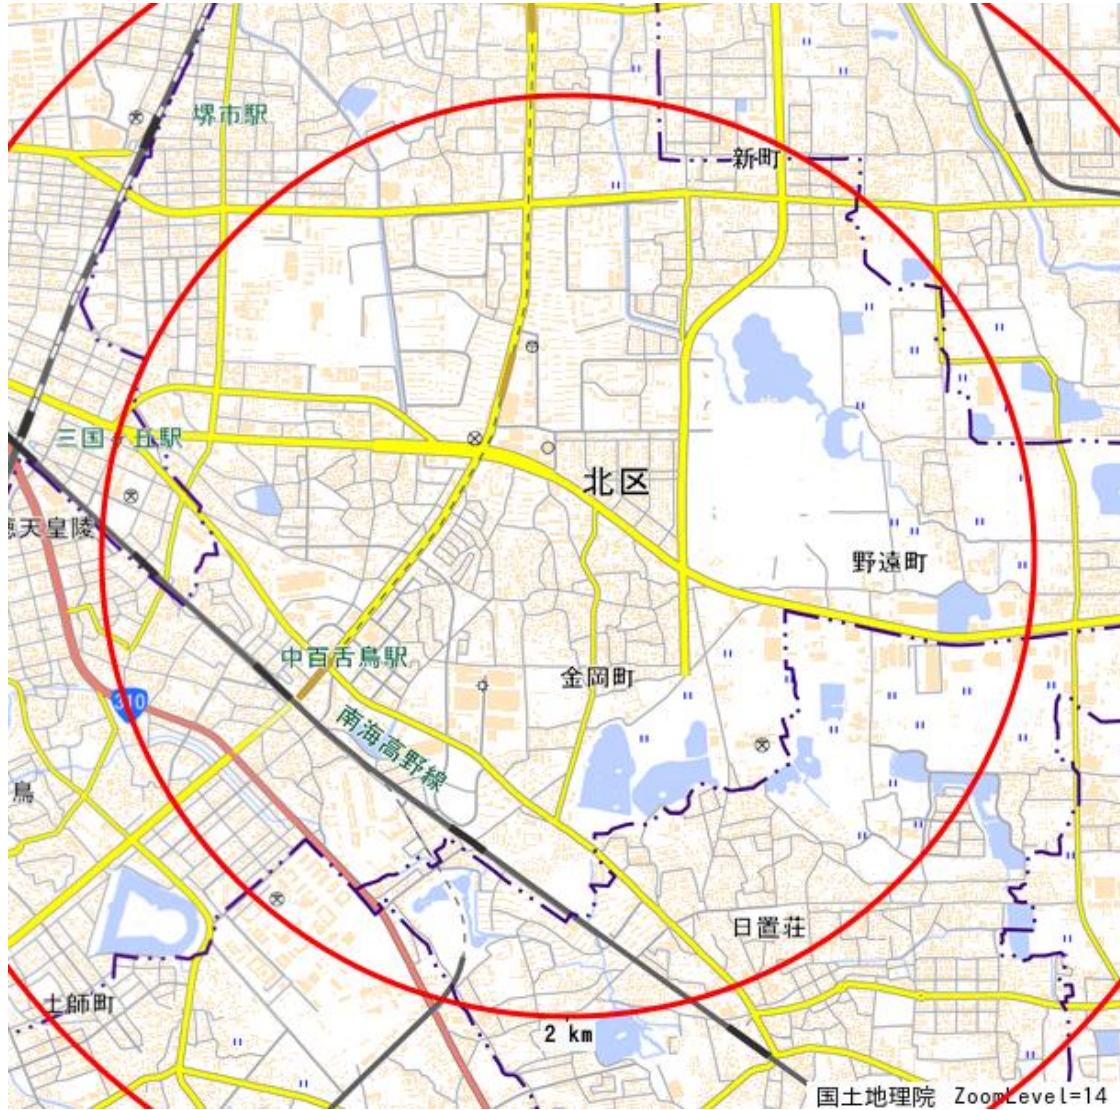 堺市駅
新町
三国ヶ丘駅
北区
徳天皇陵
野遠町
中百舌鳥駅
金岡町
310
南海高野線
鳥
日置荘
土師町
2 km
国土地理院 ZoomLevel=14